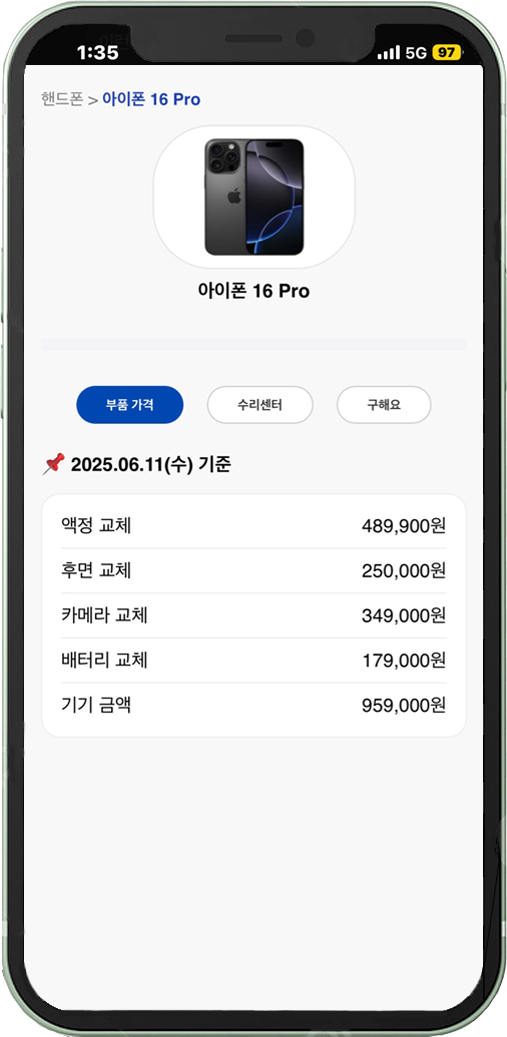 1:35
5G 97
핸드폰 > 아이폰 16 Pro
아이폰 16 Pro
부품 가격 수리센터 구해요
📌 2025.06.11(수) 기준
액정 교체 489,900원
후면 교체 250,000원
카메라 교체 349,000원
배터리 교체 179,000원
기기 금액 959,000원